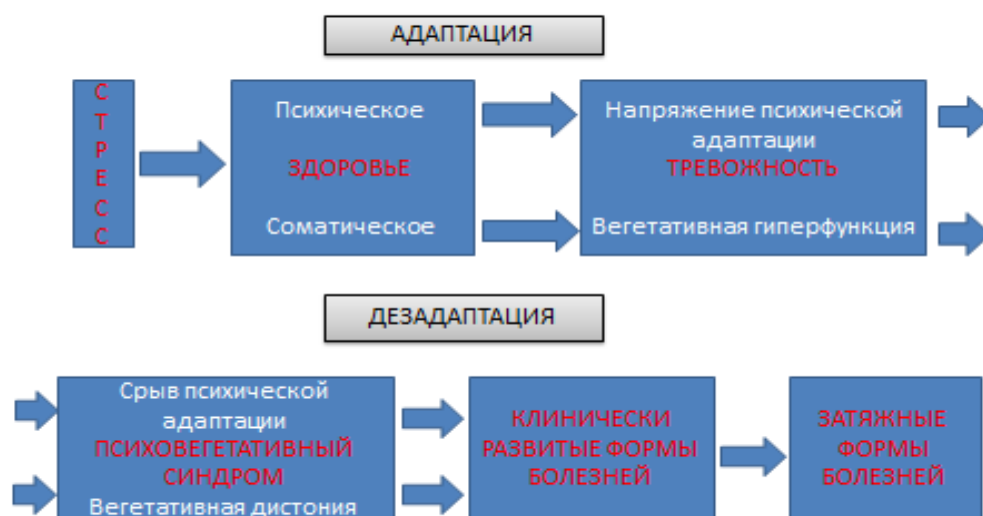 АДАПТАЦИЯ
СТРЕСС
Психическое
ЗДОРОВЬЕ
Соматическое
Напряжение психической
адаптации
ТРЕВОЖНОСТЬ
Вегетативная гиперфункция
ДЕЗАДАПТАЦИЯ
Срыв психической
адаптации
ПСИХОВЕГЕТАТИВНЫЙ
СИНДРОМ
Вегетативная дистония
КЛИНИЧЕСКИ
РАЗВИТЫЕ ФОРМЫ
БОЛЕЗНЕЙ
ЗАТЯЖНЫЕ
ФОРМЫ
БОЛЕЗНЕЙ